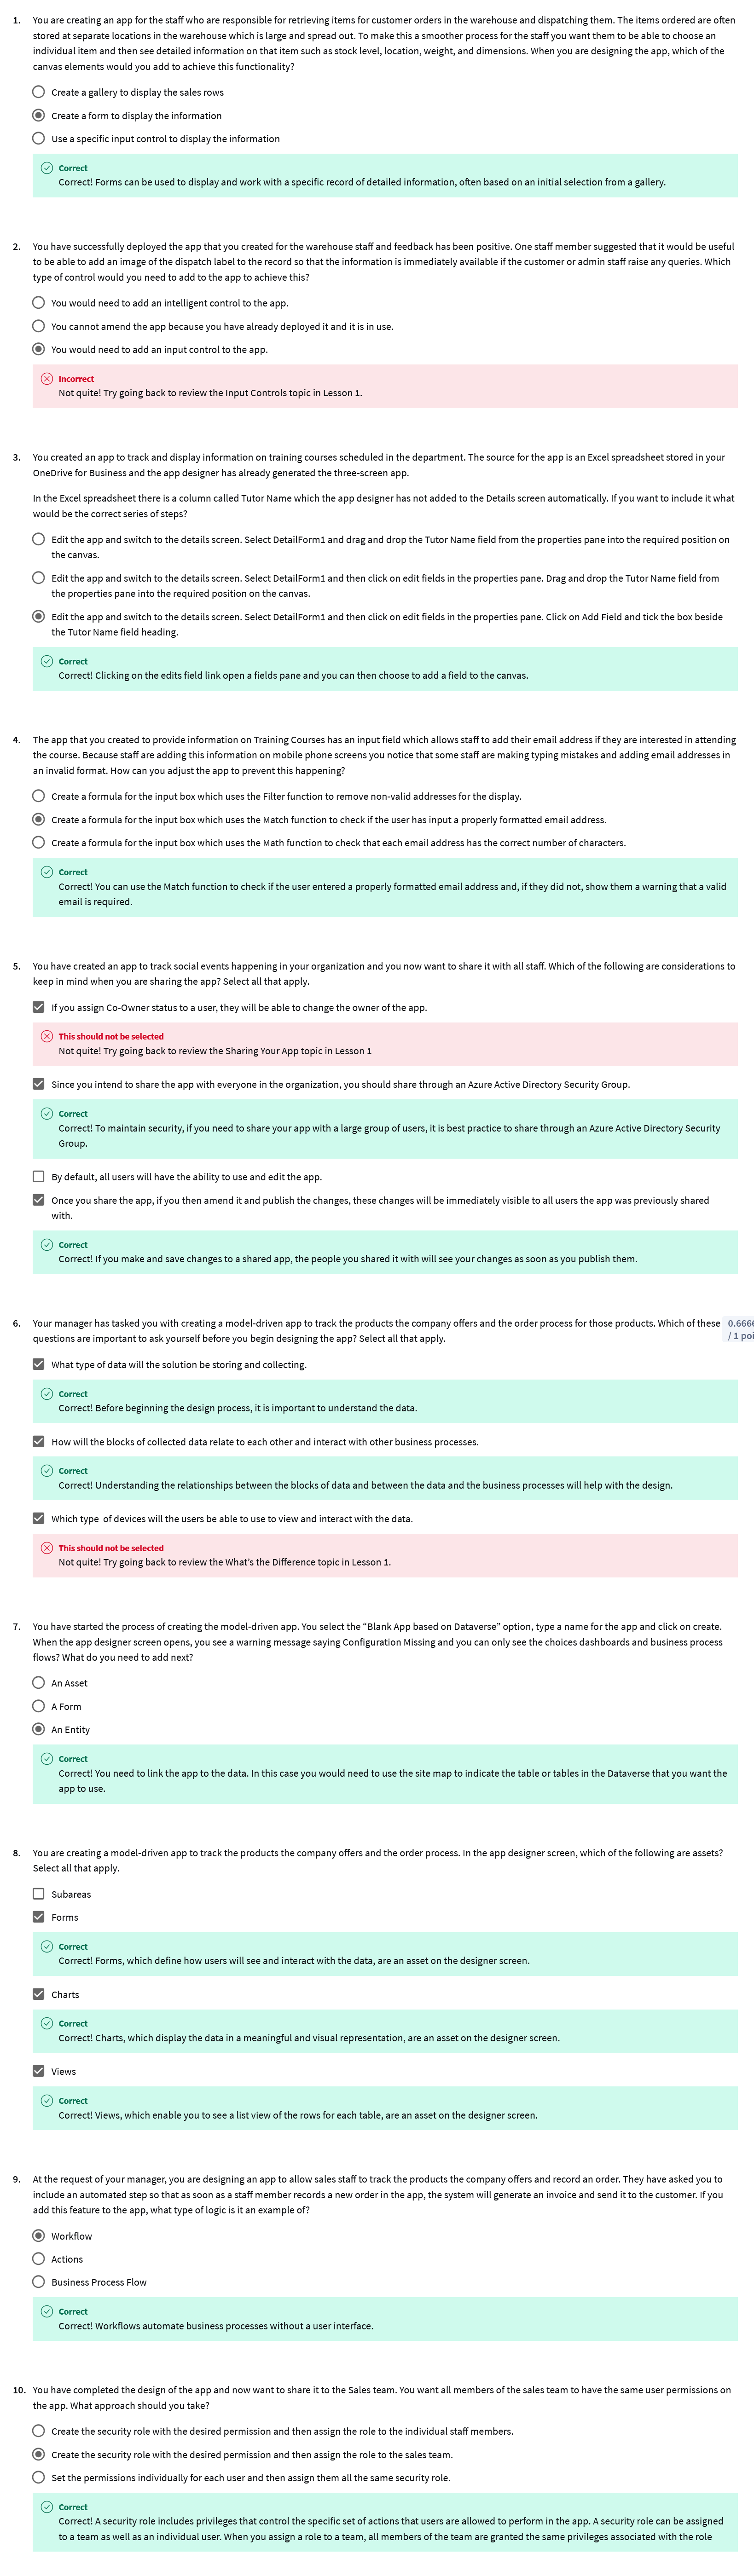 1. You are creating an app for the staff who are responsible for retrieving items for customer orders in the warehouse and dispatching them. The items ordered are often
stored at separate locations in the warehouse which is large and spread out. To make this a smoother process for the staff you want them to be able to choose an
individual item and then see detailed information on that item such as stock level, location, weight, and dimensions. When you are designing the app, which of the
canvas elements would you add to achieve this functionality?
Create a gallery to display the sales rows
Create a form to display the information
Use a specific input control to display the information
Correct
Correct! Forms can be used to display and work with a specific record of detailed information, often based on an initial selection from a gallery.
2. You have successfully deployed the app that you created for the warehouse staff and feedback has been positive. One staff member suggested that it would be useful
to be able to add an image of the dispatch label to the record so that the information is immediately available if the customer or admin staff raise any queries. Which
type of control would you need to add to the app to achieve this?
You would need to add an intelligent control to the app.
You cannot amend the app because you have already deployed it and it is in use.
You would need to add an input control to the app.
Incorrect
Not quite! Try going back to review the Input Controls topic in Lesson 1.
3. You created an app to track and display information on training courses scheduled in the department. The source for the app is an Excel spreadsheet stored in your
OneDrive for Business and the app designer has already generated the three-screen app.
In the Excel spreadsheet there is a column called Tutor Name which the app designer has not added to the Details screen automatically. If you want to include it what
would be the correct series of steps?
Edit the app and switch to the details screen. Select DetailForm1 and drag and drop the Tutor Name field from the properties pane into the required position on
the canvas.
Edit the app and switch to the details screen. Select DetailForm1 and then click on edit fields in the properties pane. Drag and drop the Tutor Name field from
the properties pane into the required position on the canvas.
Edit the app and switch to the details screen. Select DetailForm1 and then click on edit fields in the properties pane. Click on Add Field and tick the box beside
the Tutor Name field heading.
Correct
Correct! Clicking on the edits field link open a fields pane and you can then choose to add a field to the canvas.
4. The app that you created to provide information on Training Courses has an input field which allows staff to add their email address if they are interested in attending
the course. Because staff are adding this information on mobile phone screens you notice that some staff are making typing mistakes and adding email addresses in
an invalid format. How can you adjust the app to prevent this happening?
Create a formula for the input box which uses the Filter function to remove non-valid addresses for the display.
Create a formula for the input box which uses the Match function to check if the user has input a properly formatted email address.
Create a formula for the input box which uses the Math function to check that each email address has the correct number of characters.
Correct
Correct! You can use the Match function to check if the user entered a properly formatted email address and, if they did not, show them a warning that a valid
email is required.
5. You have created an app to track social events happening in your organization and you now want to share it with all staff. Which of the following are considerations to
keep in mind when you are sharing the app? Select all that apply.
If you assign Co-Owner status to a user, they will be able to change the owner of the app.
This should not be selected
Not quite! Try going back to review the Sharing Your App topic in Lesson 1
Since you intend to share the app with everyone in the organization, you should share through an Azure Active Directory Security Group.
Correct
Correct! To maintain security, if you need to share your app with a large group of users, it is best practice to share through an Azure Active Directory Security
Group.
By default, all users will have the ability to use and edit the app.
Once you share the app, if you then amend it and publish the changes, these changes will be immediately visible to all users the app was previously shared
with.
Correct
Correct! If you make and save changes to a shared app, the people you shared it with will see your changes as soon as you publish them.
6. Your manager has tasked you with creating a model-driven app to track the products the company offers and the order process for those products. Which of these 0.666
questions are important to ask yourself before you begin designing the app? Select all that apply. / 1 poi
What type of data will the solution be storing and collecting.
Correct
Correct! Before beginning the design process, it is important to understand the data.
How will the blocks of collected data relate to each other and interact with other business processes.
Correct
Correct! Understanding the relationships between the blocks of data and between the data and the business processes will help with the design.
Which type of devices will the users be able to use to view and interact with the data.
This should not be selected
Not quite! Try going back to review the What's the Difference topic in Lesson 1.
7. You have started the process of creating the model-driven app. You select the “Blank App based on Dataverse” option, type a name for the app and click on create.
When the app designer screen opens, you see a warning message saying Configuration Missing and you can only see the choices dashboards and business process
flows? What do you need to add next?
An Asset
A Form
An Entity
Correct
Correct! You need to link the app to the data. In this case you would need to use the site map to indicate the table or tables in the Dataverse that you want the
app to use.
8. You are creating a model-driven app to track the products the company offers and the order process. In the app designer screen, which of the following are assets?
Select all that apply.
Subareas
Forms
Correct
Correct! Forms, which define how users will see and interact with the data, are an asset on the designer screen.
Charts
Correct
Correct! Charts, which display the data in a meaningful and visual representation, are an asset on the designer screen.
Views
Correct
Correct! Views, which enable you to see a list view of the rows for each table, are an asset on the designer screen.
9. At the request of your manager, you are designing an app to allow sales staff to track the products the company offers and record an order. They have asked you to
include an automated step so that as soon as a staff member records a new order in the app, the system will generate an invoice and send it to the customer. If you
add this feature to the app, what type of logic is it an example of?
Workflow
Actions
Business Process Flow
Correct
Correct! Workflows automate business processes without a user interface.
10. You have completed the design of the app and now want to share it to the Sales team. You want all members of the sales team to have the same user permissions on
the app. What approach should you take?
Create the security role with the desired permission and then assign the role to the individual staff members.
Create the security role with the desired permission and then assign the role to the sales team.
Set the permissions individually for each user and then assign them all the same security role.
Correct
Correct! A security role includes privileges that control the specific set of actions that users are allowed to perform in the app. A security role can be assigned
to a team as well as an individual user. When you assign a role to a team, all members of the team are granted the same privileges associated with the role